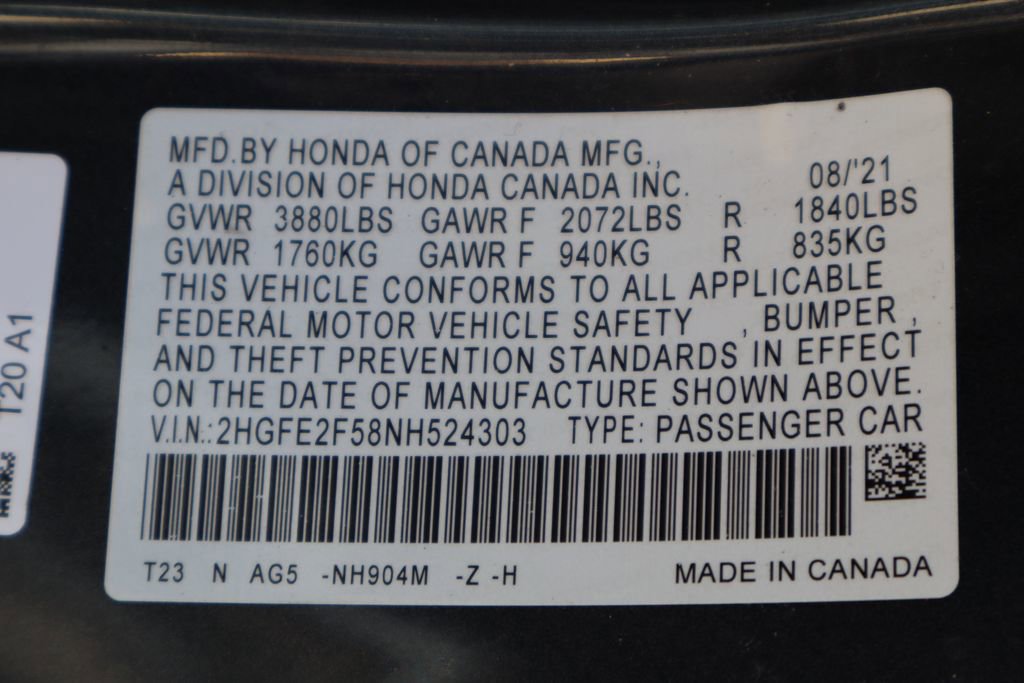 MFD.BY HONDA OF CANADA MFG.,
A DIVISION OF HONDA CANADA INC. 08/'21
GVWR 3880LBS GAWR F 2072LBS R 1840LBS
GVWR 1760KG GAWR F 940KG R 835KG
THIS VEHICLE CONFORMS TO ALL APPLICABLE
FEDERAL MOTOR VEHICLE SAFETY , BUMPER ,
AND THEFT PREVENTION STANDARDS IN EFFECT
ON THE DATE OF MANUFACTURE SHOWN ABOVE.
V.I.N.:2HGFE2F58NH524303 TYPE: PASSENGER CAR
T23 N AG5 -NH904M -Z -H MADE IN CANADA
T20 A1